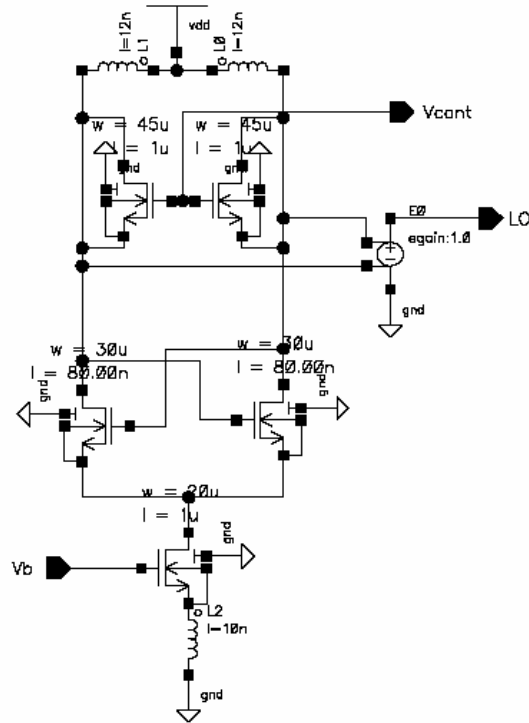 l=12n
L1
vdd
L0
l-12n
w = 45u
w = 45u
l = 1u
l = 1u
gnd
gnd
Vcont
E0
LO
egain:1.0
gnd
w = 30u
w = 30u
l = 80.00n
l = 80.00n
gnd
gnd
w = 20u
l = 1u
gnd
Vb
L2
l-10n
gnd